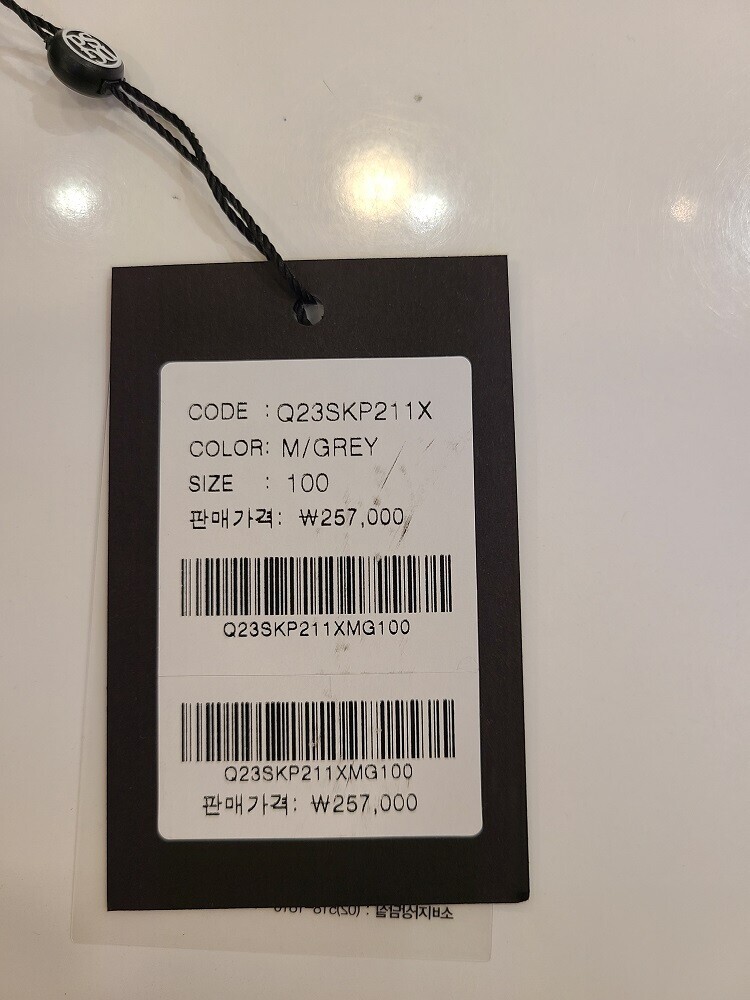 CODE : Q23SKP211X
COLOR: M/GREY
SIZE : 100
판매가격: ₩257,000
Q23SKP211XMG100
Q23SKP211XMG100
판매가격: ₩257,000